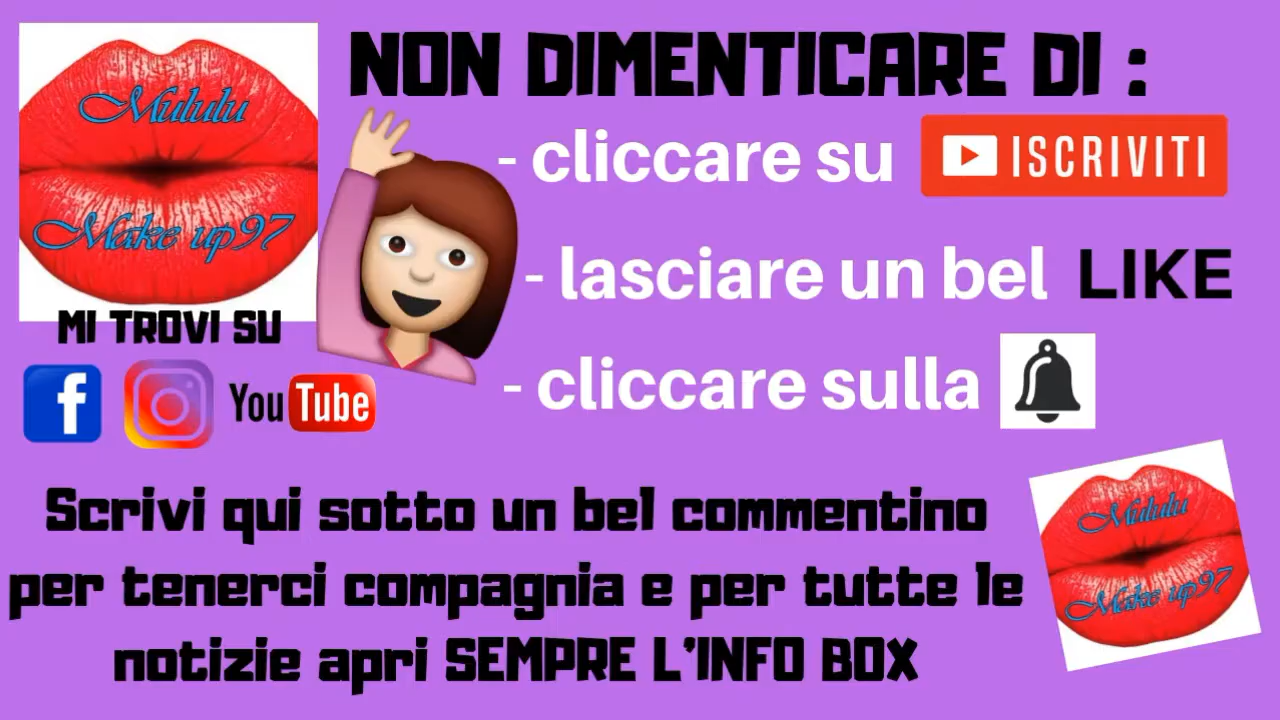 NON DIMENTICARE DI :
Mululu
Make up97
- cliccare su ISCRIVITI
- lasciare un bel LIKE
- cliccare sulla
MI TROVI SU
f
You Tube
Scrivi qui sotto un bel commentino
per tenerci compagnia e per tutte le
notizie apri SEMPRE L'INFO BOX
Mululu
Make up97